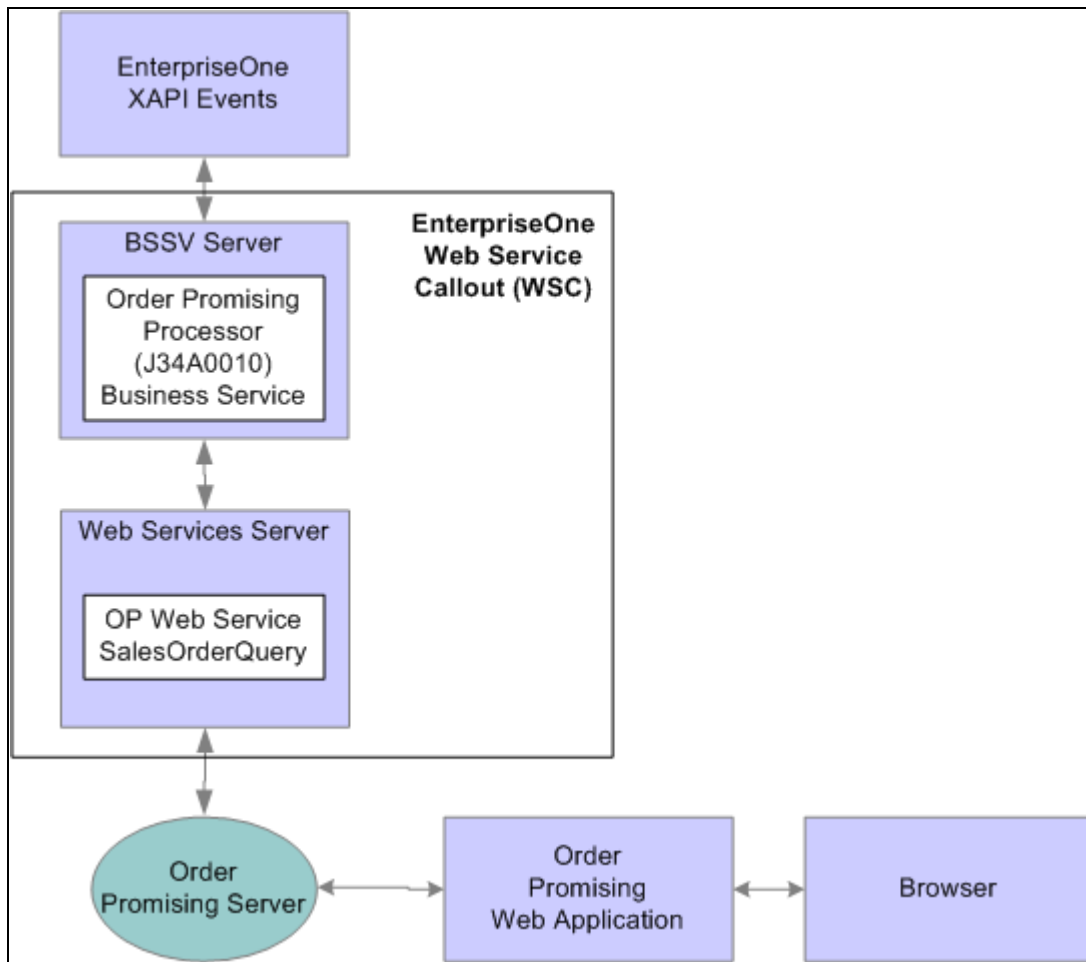 EnterpriseOne
XAPI Events
EnterpriseOne
Web Service
Callout (WSC)
BSSV Server
Order Promising
Processor
(J34A0010)
Business Service
Web Services Server
OP Web Service
SalesOrderQuery
Order
Promising Server
Order
Promising
Web Application
Browser